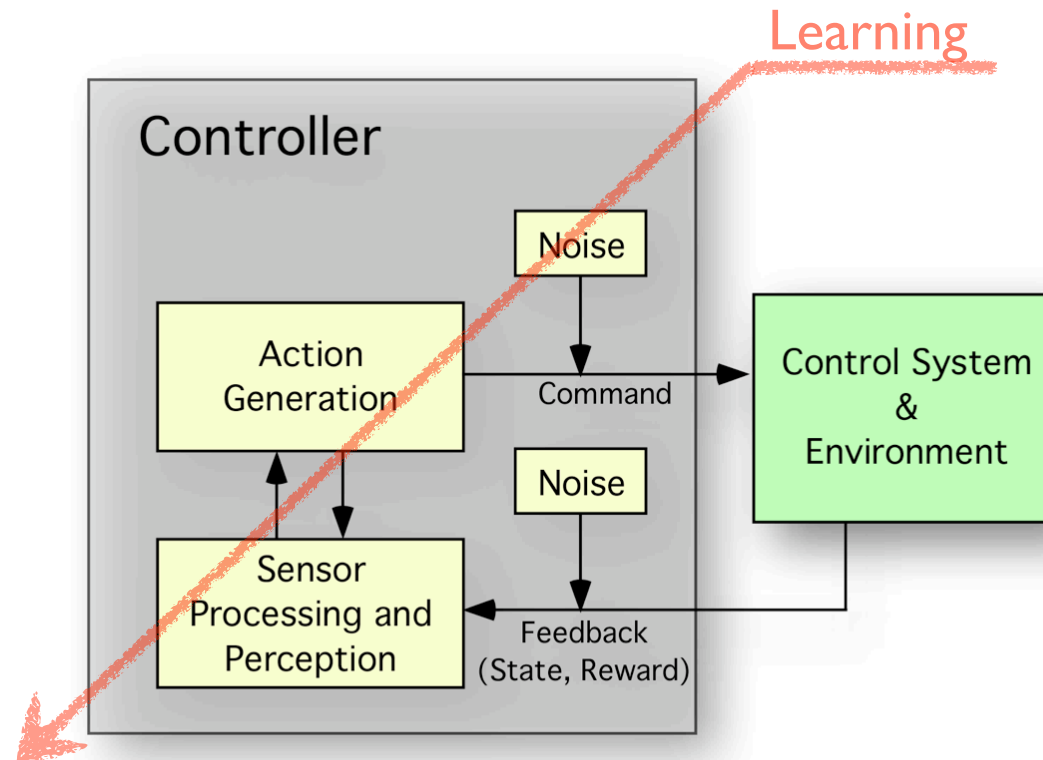 Learning
Controller
Noise
Action
Generation
Command
Control System
&
Environment
Noise
Sensor
Processing and
Perception
Feedback
(State, Reward)